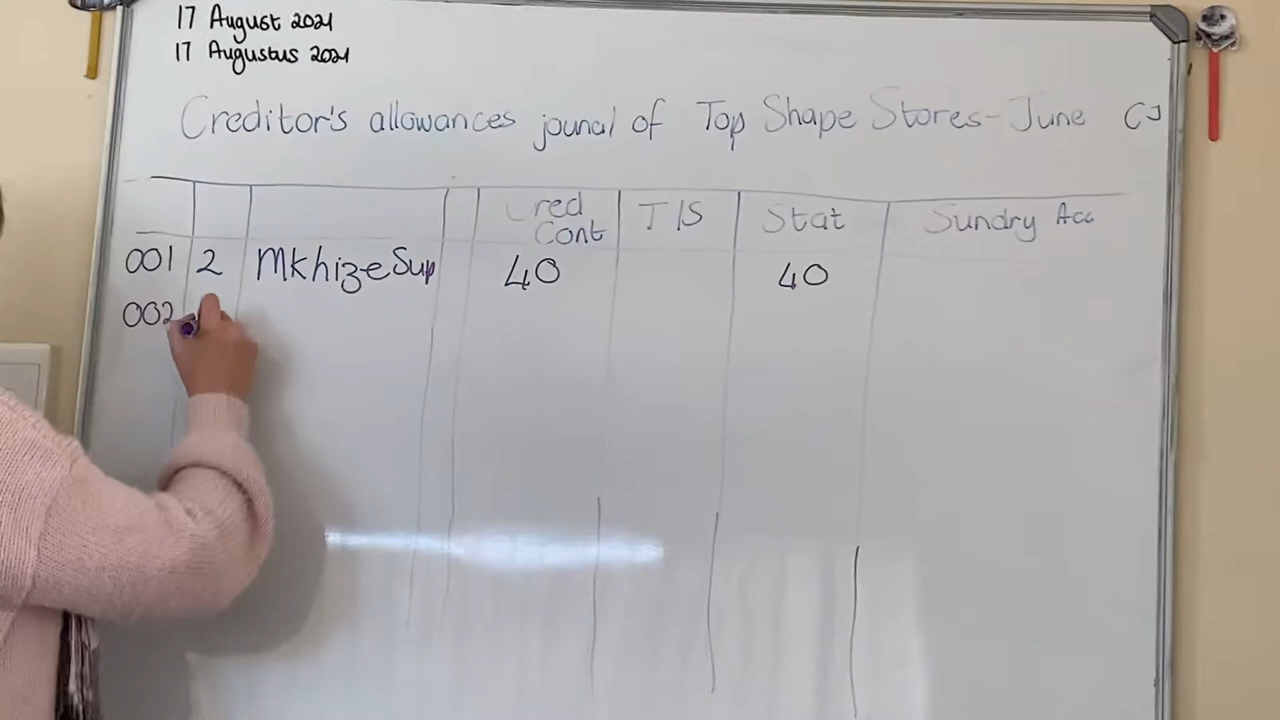 17 August 2021
17 Augustus 2021
Creditor's allowances jounal of Top Shape Stores - June CJ
Cred Cont T/S Stat Sundry Acc
001 2 Mkhize Sup 40 40
002